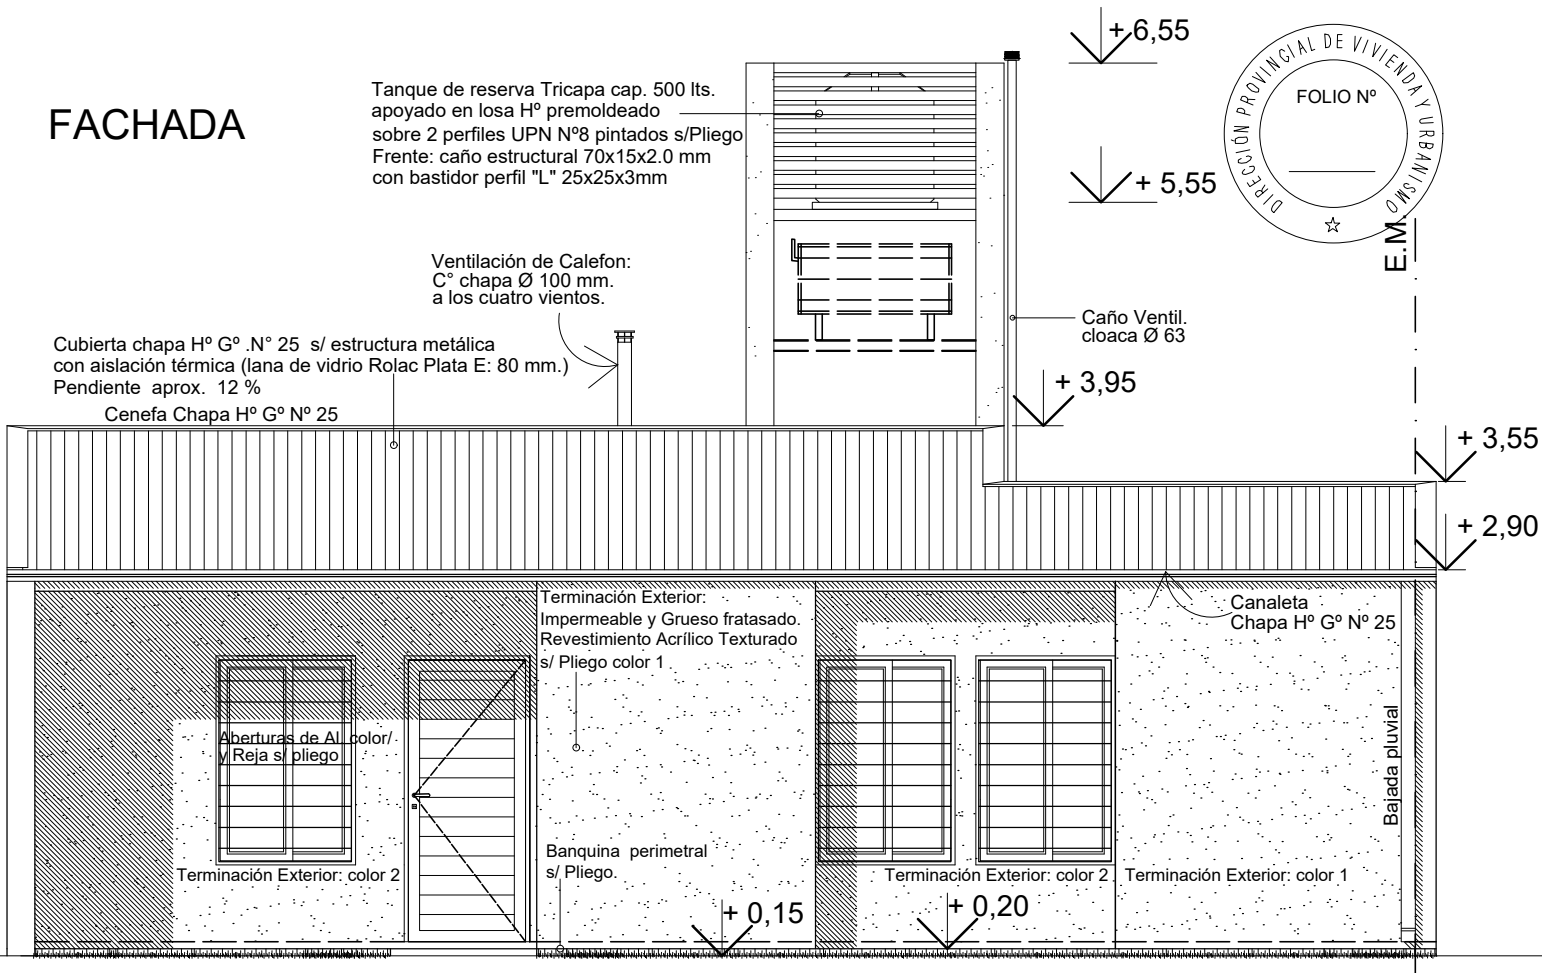 FACHADA
Tanque de reserva Tricapa cap. 500 lts.
apoyado en losa Hº premoldeado
sobre 2 perfiles UPN Nº8 pintados s/Pliego
Frente: caño estructural 70x15x2.0 mm
con bastidor perfil "L" 25x25x3mm
+ 6,55
+ 5,55
DIRECCIÓN PROVINCIAL DE VIVIENDA Y URBANISMO
FOLIO Nº
E.M.
Ventilación de Calefon:
C° chapa Ø 100 mm.
a los cuatro vientos.
Caño Ventil.
cloaca Ø 63
Cubierta chapa Hº Gº .N° 25 s/ estructura metálica
con aislación térmica (lana de vidrio Rolac Plata E: 80 mm.)
Pendiente aprox. 12 %
Cenefa Chapa Hº Gº Nº 25
+ 3,95
+ 3,55
+ 2,90
Terminación Exterior:
Impermeable y Grueso fratasado.
Revestimiento Acrílico Texturado
s/ Pliego color 1
Canaleta
Chapa Hº Gº Nº 25
Aberturas de Al. color/
y Reja s/ pliego
Bajada pluvial
Banquina perimetral
s/ Pliego.
Terminación Exterior: color 2
Terminación Exterior: color 2
Terminación Exterior: color 1
+ 0,15
+ 0,20